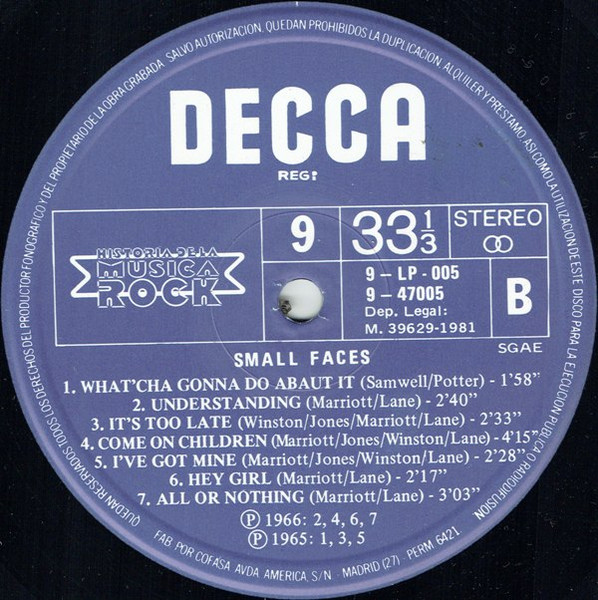 QUEDAN RESERVADOS TODOS LOS DERECHOS DEL PRODUCTOR FONOGRAFICO Y DEL PROPIETARIO DE LA OBRA GRABADA. SALVO AUTORIZACION, QUEDAN PROHIBIDOS LA DUPLICACION, ALQUILER Y PRESTAMO, ASI COMO LA UTILIZACION DE ESTE DISCO PARA LA EJECUCION PUBLICA O RADIODIFUSION
DECCA
REG!
HISTORIA DE LA
MUSICA
ROCK
9
33 1/3
STEREO
9 - LP - 005
9 - 47005
Dep. Legal:
M. 39629-1981
B
SGAE
SMALL FACES
1. WHAT'CHA GONNA DO ABAUT IT (Samwell/Potter) - 1'58"
2. UNDERSTANDING (Marriott/Lane) - 2'40"
3. IT'S TOO LATE (Winston/Jones/Marriott/Lane) - 2'33"
4. COME ON CHILDREN (Marriott/Jones/Winston/Lane) - 4'15"
5. I'VE GOT MINE (Marriott/Jones/Winston/Lane) - 2'28"
6. HEY GIRL (Marriott/Lane) - 2'17"
7. ALL OR NOTHING (Marriott/Lane) - 3'03"
Ⓟ 1966: 2, 4, 6, 7
Ⓟ 1965: 1, 3, 5
FAB. POR COFASA, AVDA. AMERICA, S/N - MADRID (27) - PERM 6421